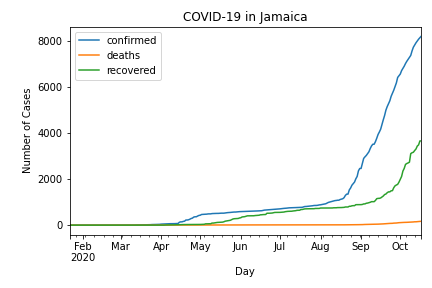 COVID-19 in Jamaica
confirmed
deaths
recovered
8000
6000
4000
2000
0
Number of Cases
Feb Mar Apr May Jun Jul Aug Sep Oct
2020
Day